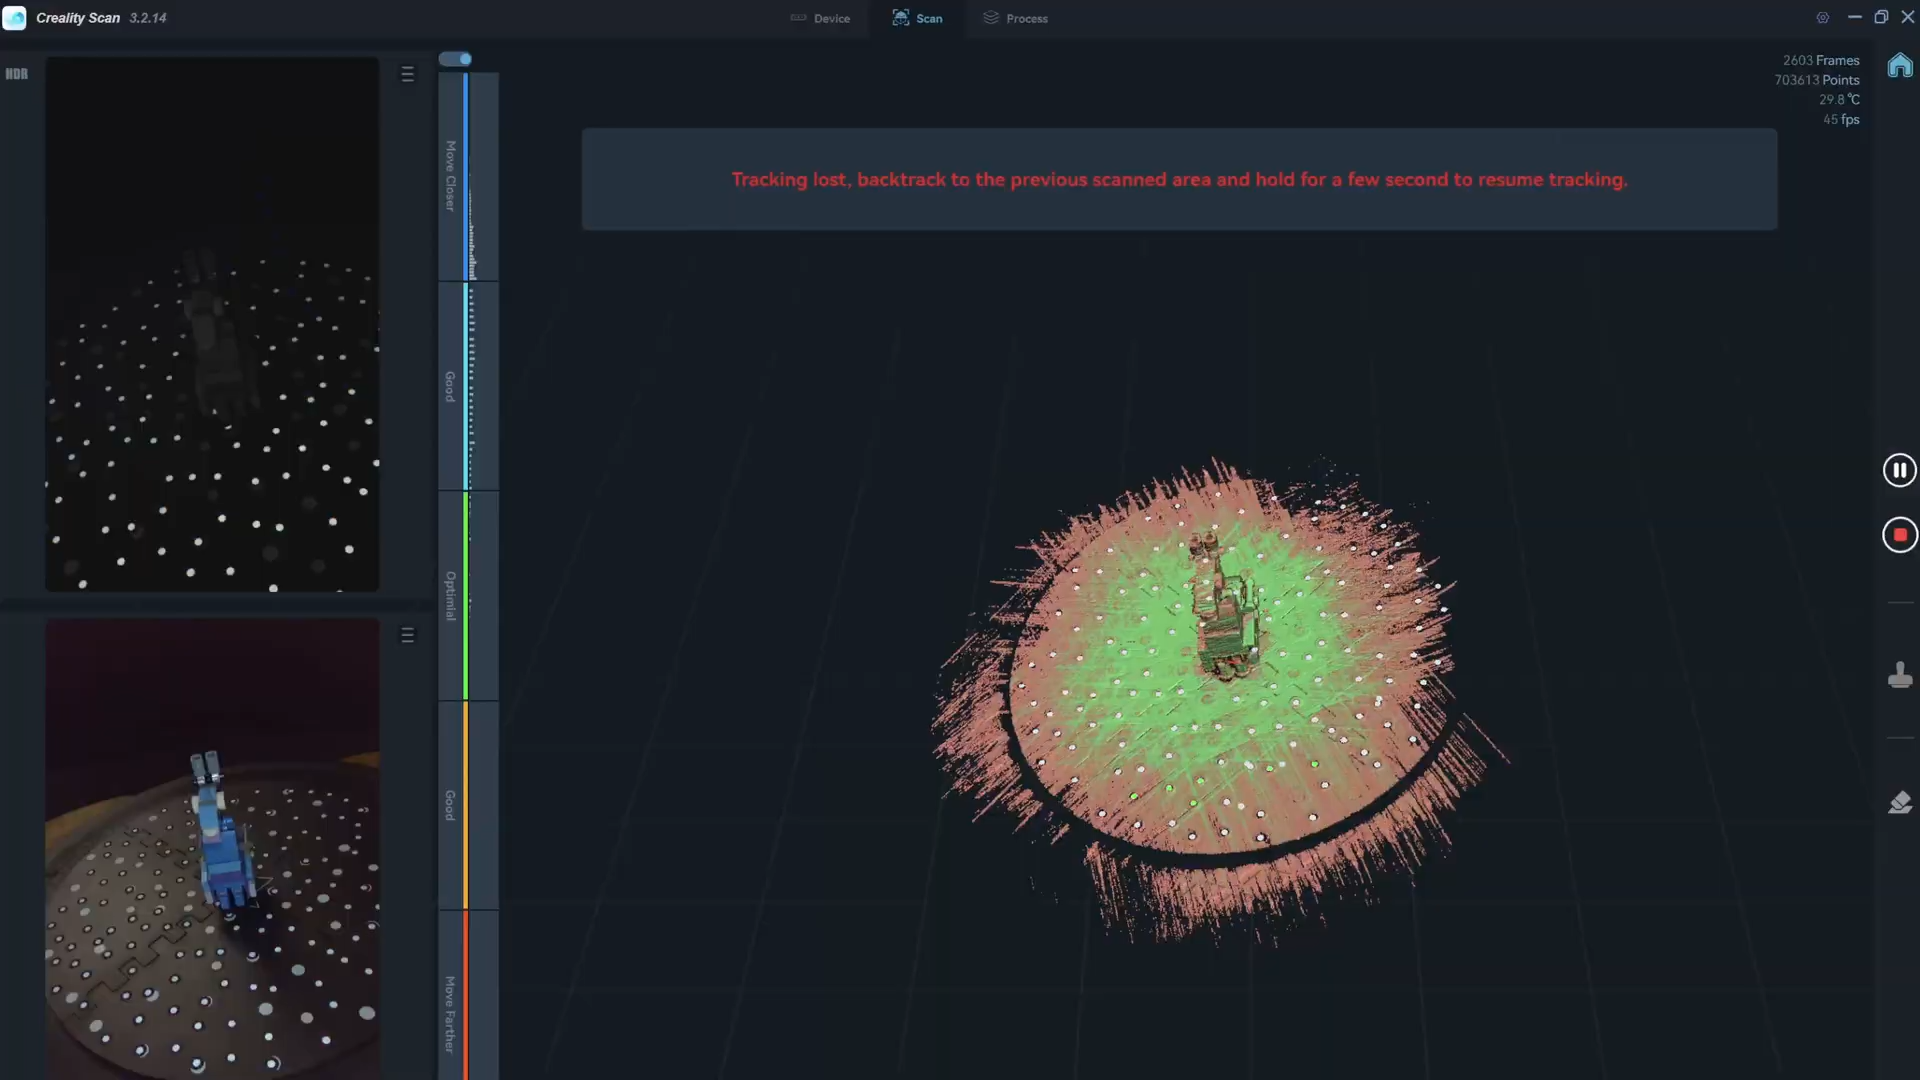 Creality Scan 3.2.14
Device
Scan
Process
HDR
2603 Frames
703613 Points
29.8 ℃
45 fps
Tracking lost, backtrack to the previous scanned area and hold for a few second to resume tracking.
Move Closer
Good
Optimial
Good
Move Farther